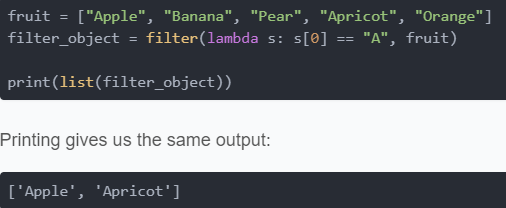 fruit = ["Apple", "Banana", "Pear", "Apricot", "Orange"]
filter_object = filter(lambda s: s[0] == "A", fruit)
print(list(filter_object))
Printing gives us the same output:
['Apple', 'Apricot']